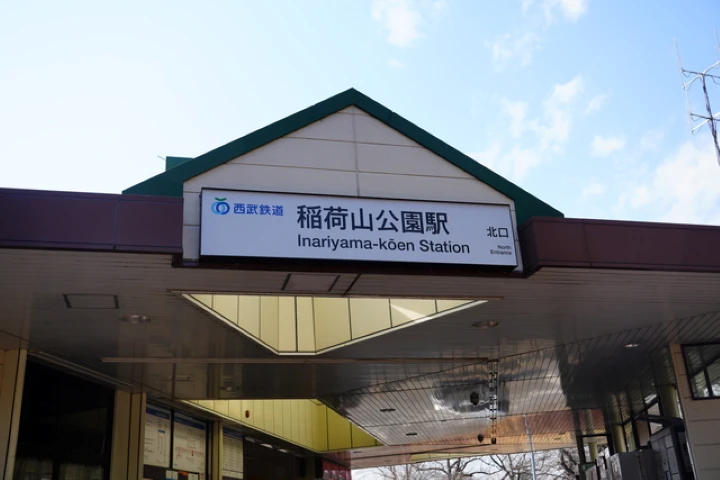 西武鉄道
稲荷山公園駅
Inariyama-kōen Station
北口
North
Entrance